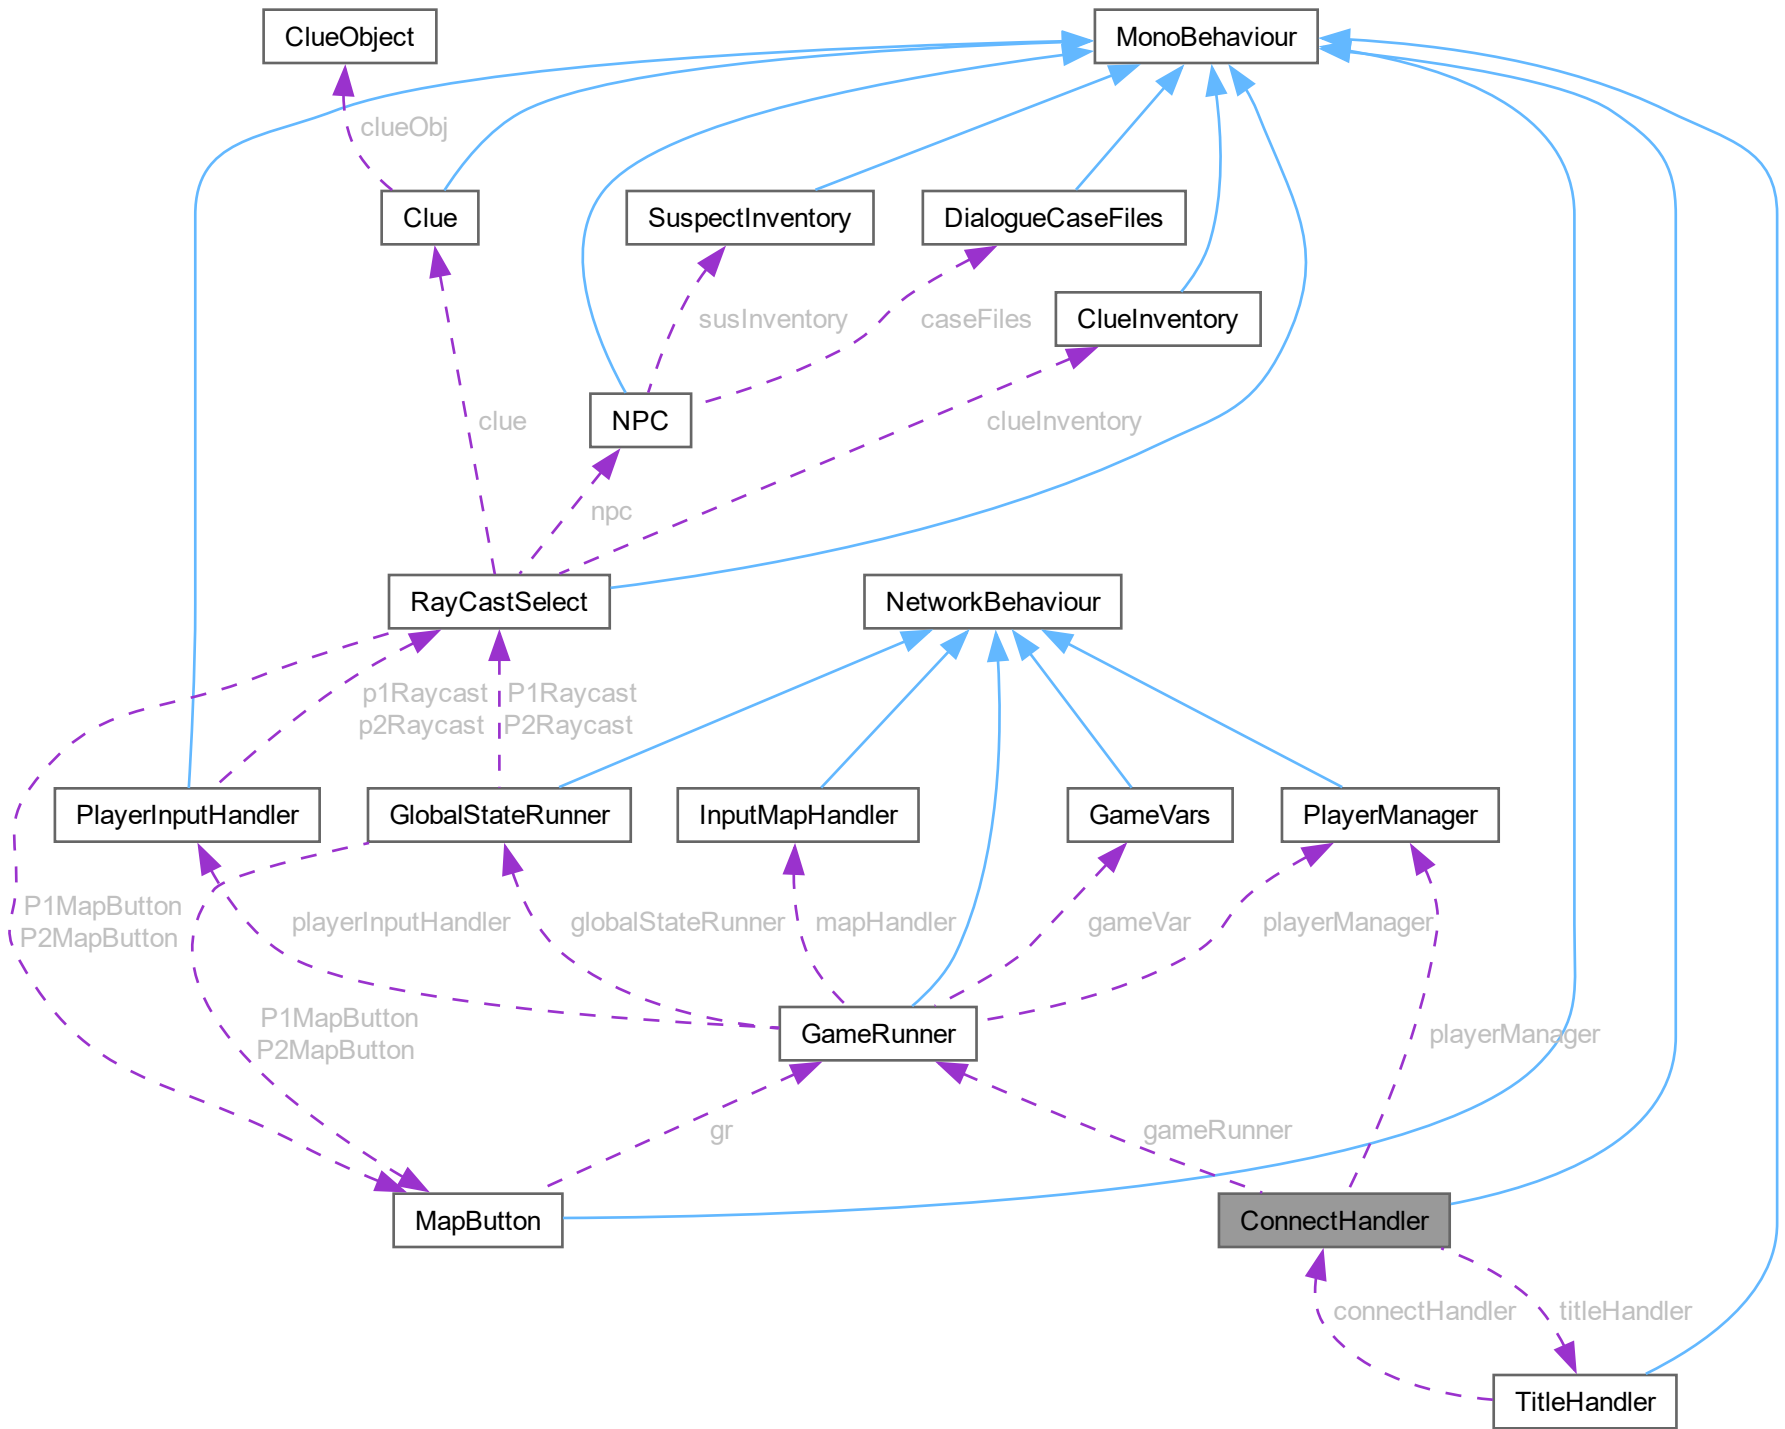 ClueObject
MonoBehaviour
clueObj
Clue
SuspectInventory
DialogueCaseFiles
susInventory
caseFiles
ClueInventory
clue
NPC
clueInventory
npc
RayCastSelect
NetworkBehaviour
p1Raycast
p2Raycast
P1Raycast
P2Raycast
PlayerInputHandler
GlobalStateRunner
InputMapHandler
GameVars
PlayerManager
P1MapButton
P2MapButton
playerInputHandler
globalStateRunner
mapHandler
gameVar
playerManager
P1MapButton
P2MapButton
GameRunner
playerManager
gr
gameRunner
MapButton
ConnectHandler
connectHandler
titleHandler
TitleHandler